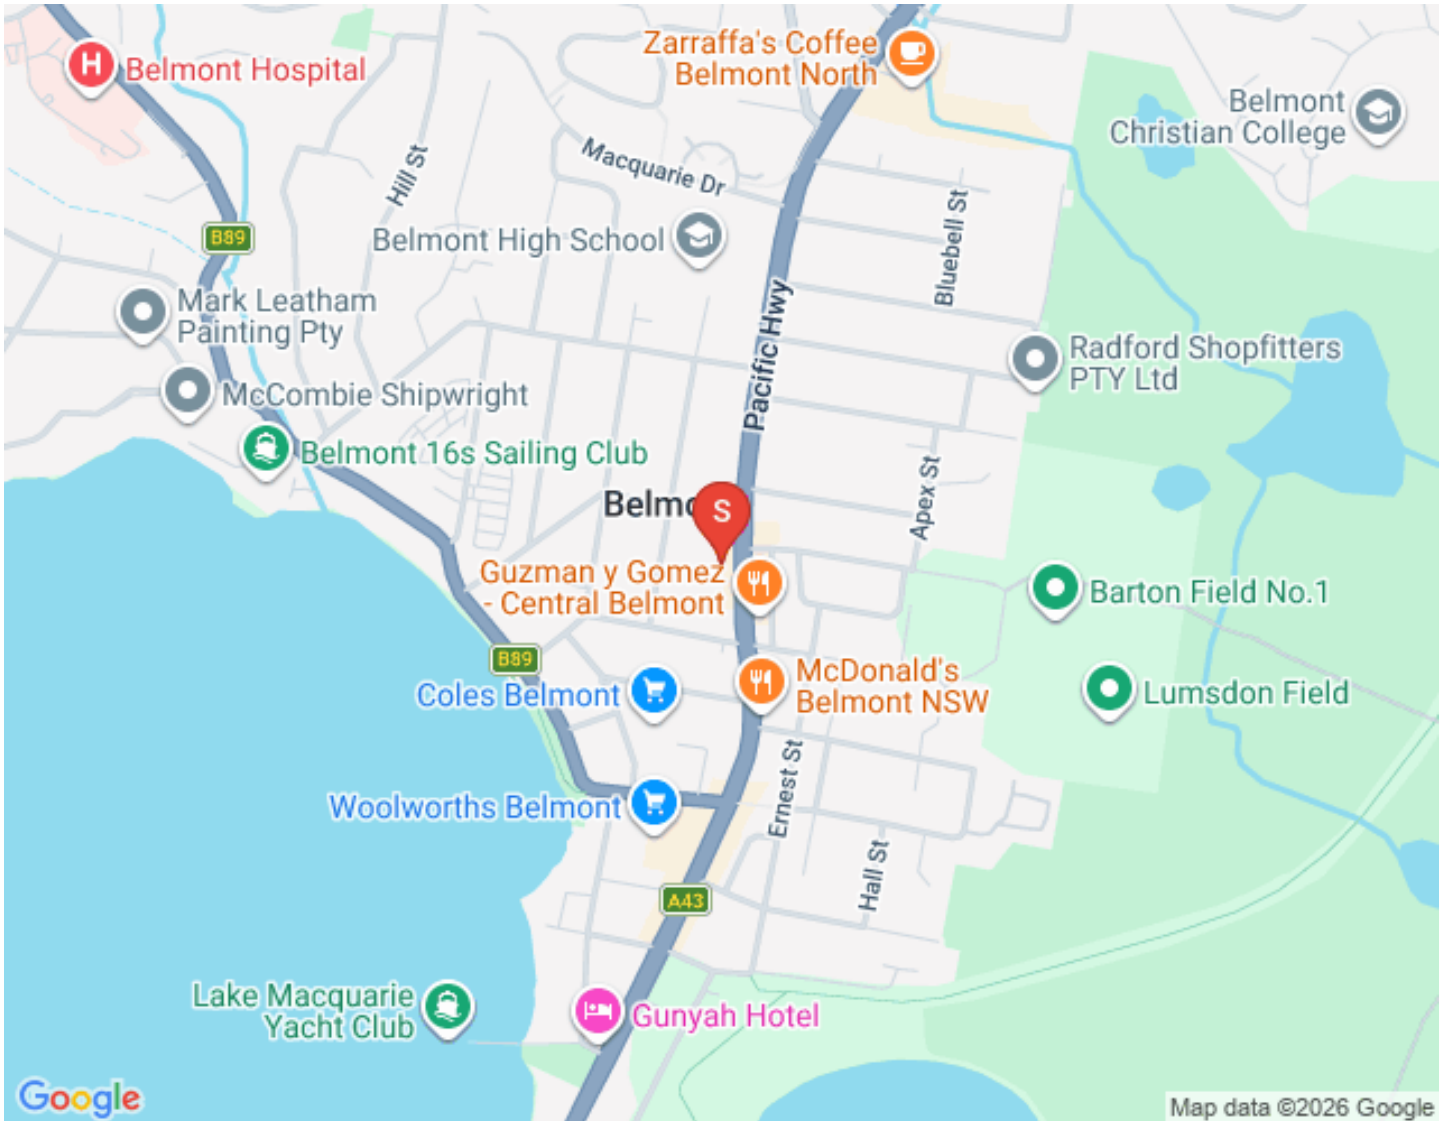 Zarraffa's Coffee
Belmont North
Belmont Hospital
Belmont
Christian College
Hill St
Macquarie Dr
Bluebell St
B89
Belmont High School
Mark Leatham
Painting Pty
Pacific Hwy
Radford Shopfitters
PTY Ltd
McCombie Shipwright
Belmont 16s Sailing Club
Apex St
Belmo
S
Guzman y Gomez
- Central Belmont
Barton Field No.1
B89
Coles Belmont
McDonald's
Belmont NSW
Lumsdon Field
Ernest St
Woolworths Belmont
Hall St
A43
Lake Macquarie
Yacht Club
Gunyah Hotel
Google
Map data ©2026 Google